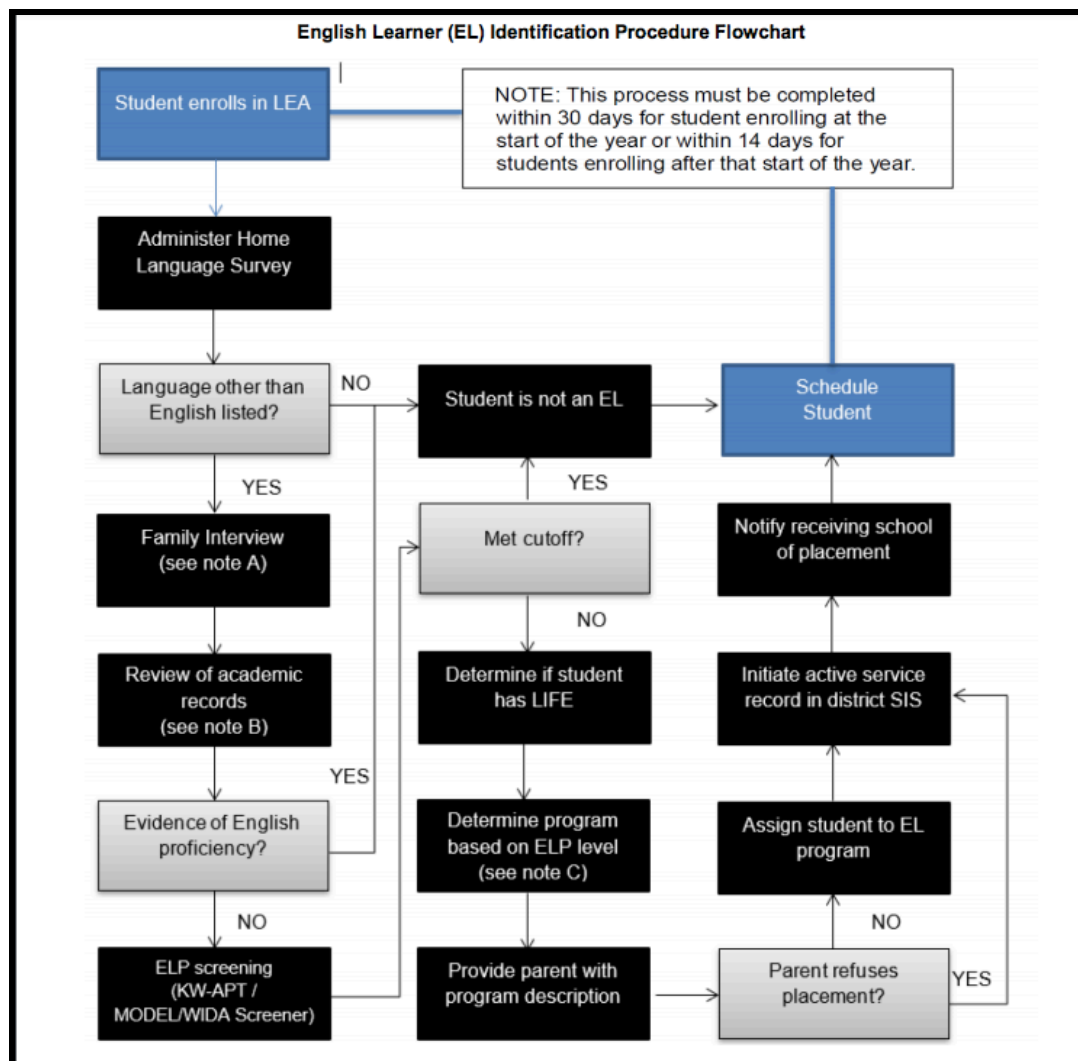 English Learner (EL) Identification Procedure Flowchart
Student enrolls in LEA
NOTE: This process must be completed
within 30 days for student enrolling at the
start of the year or within 14 days for
students enrolling after that start of the year.
Administer Home
Language Survey
Language other than
English listed?
NO
Student is not an EL
Schedule
Student
YES
Family Interview
(see note A)
YES
Met cutoff?
Notify receiving school
of placement
NO
Review of academic
records
(see note B)
Determine if student
has LIFE
Initiate active service
record in district SIS
YES
Evidence of English
proficiency?
Determine program
based on ELP level
(see note C)
Assign student to EL
program
NO
NO
ELP screening
(KW-APT /
MODEL/WIDA Screener)
Provide parent with
program description
Parent refuses
placement?
YES